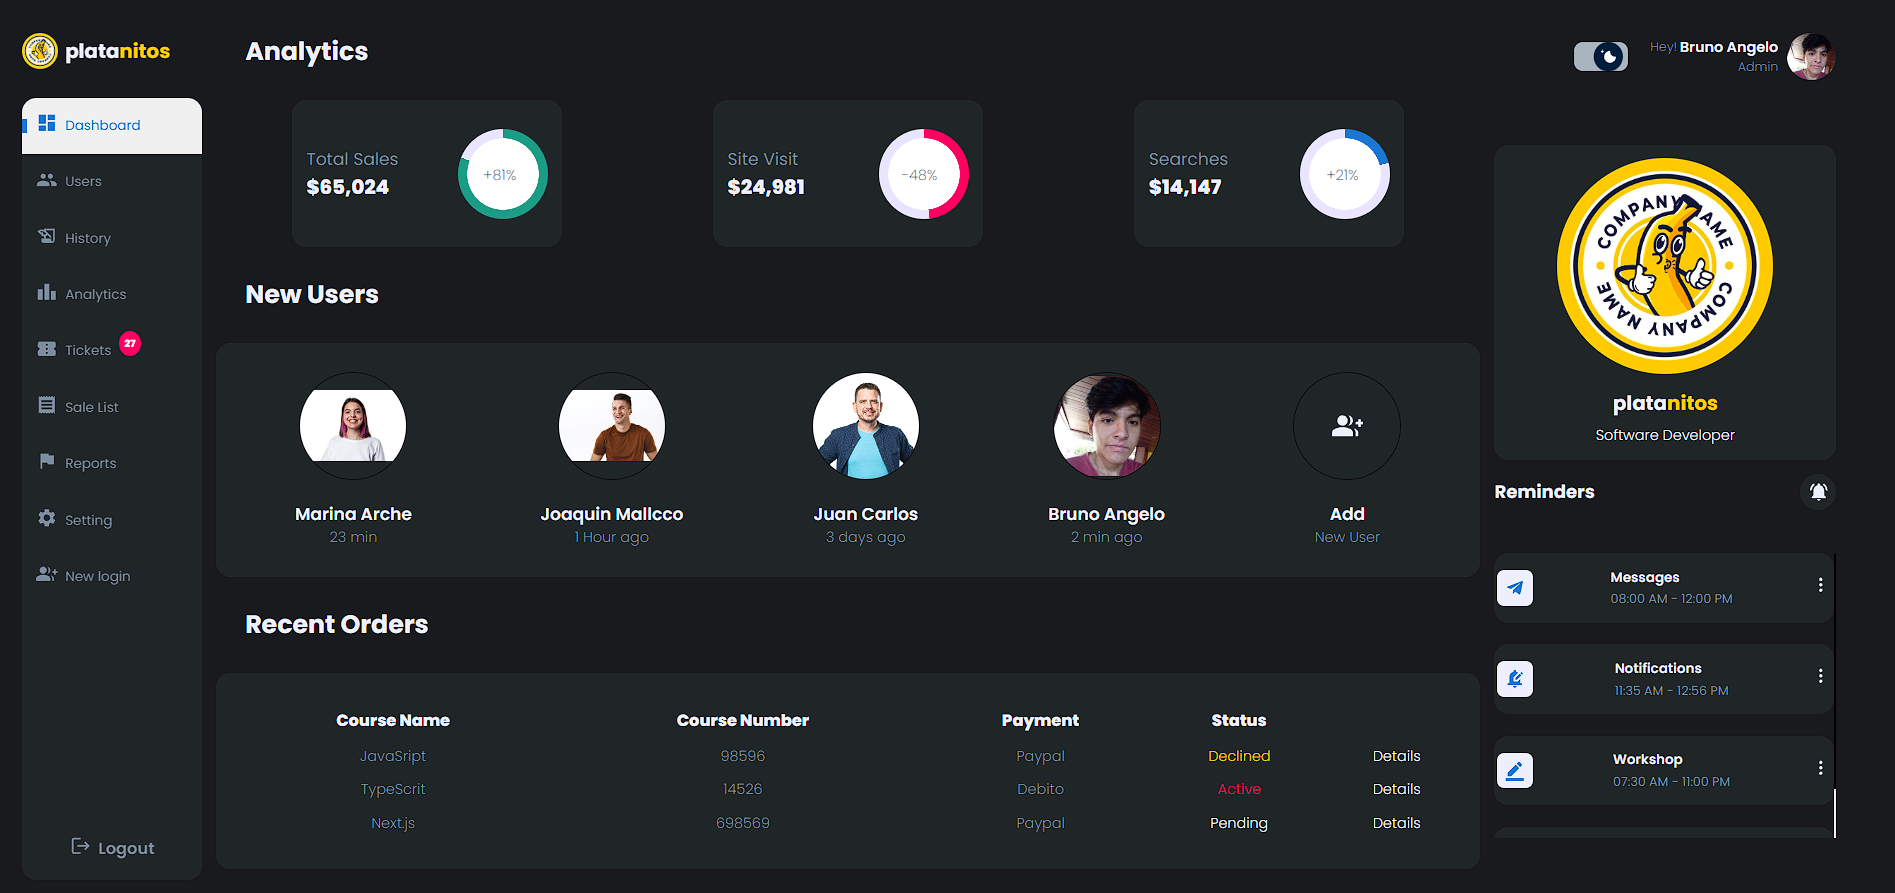 platanitos
Analytics
Hey! Bruno Angelo
Admin
Dashboard
Users
History
Analytics
Tickets 27
Sale List
Reports
Setting
New login
Logout
Total Sales
$65,024
+81%
Site Visit
$24,981
-48%
Searches
$14,147
+21%
New Users
Marina Arche
23 min
Joaquin Mallcco
1 Hour ago
Juan Carlos
3 days ago
Bruno Angelo
2 min ago
Add
New User
Recent Orders
Course Name Course Number Payment Status
JavaSript 98596 Paypal Declined Details
TypeScrit 14526 Debito Active Details
Next.js 698569 Paypal Pending Details
COMPANY NAME
COMPANY NAME
platanitos
Software Developer
Reminders
Messages
08:00 AM - 12:00 PM
Notifications
11:35 AM - 12:56 PM
Workshop
07:30 AM - 11:00 PM